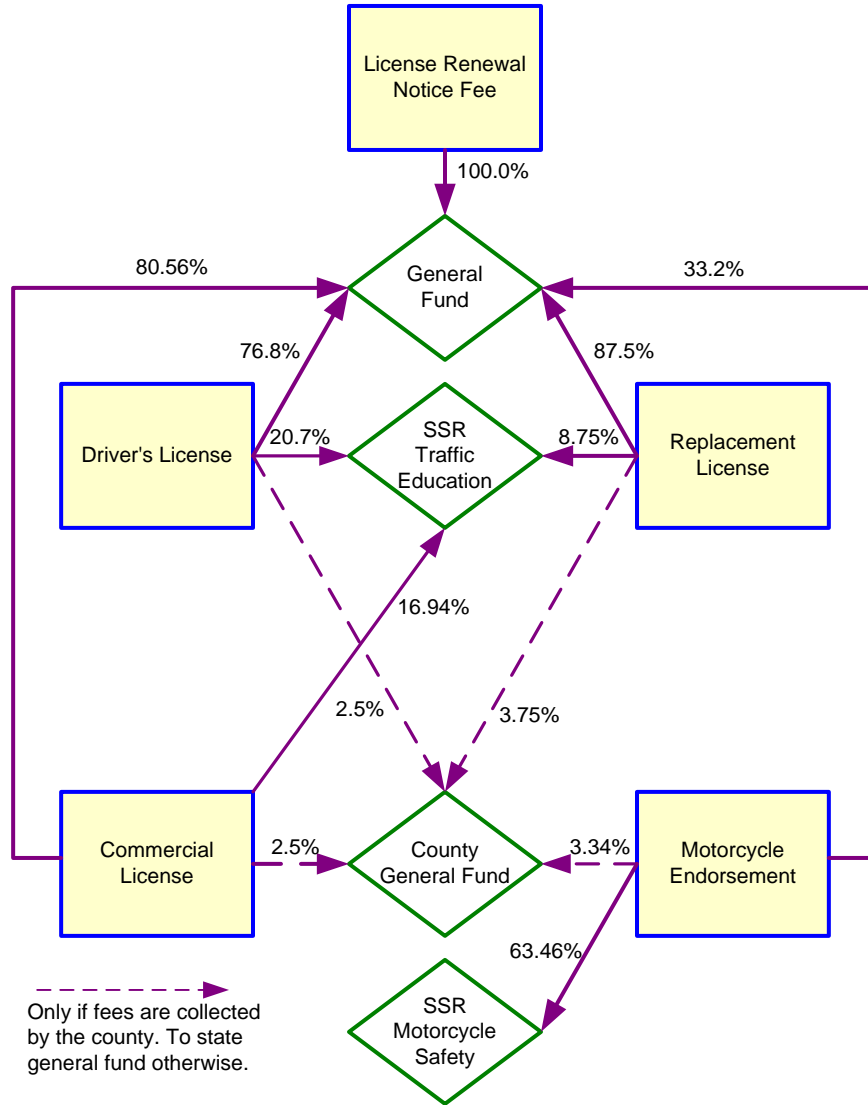 License Renewal
Notice Fee
100.0%
80.56%
General
Fund
33.2%
76.8%
87.5%
Driver's License
20.7%
SSR
Traffic
Education
8.75%
Replacement
License
16.94%
2.5%
3.75%
Commercial
License
2.5%
County
General Fund
3.34%
Motorcycle
Endorsement
63.46%
Only if fees are collected
by the county. To state
general fund otherwise.
SSR
Motorcycle
Safety